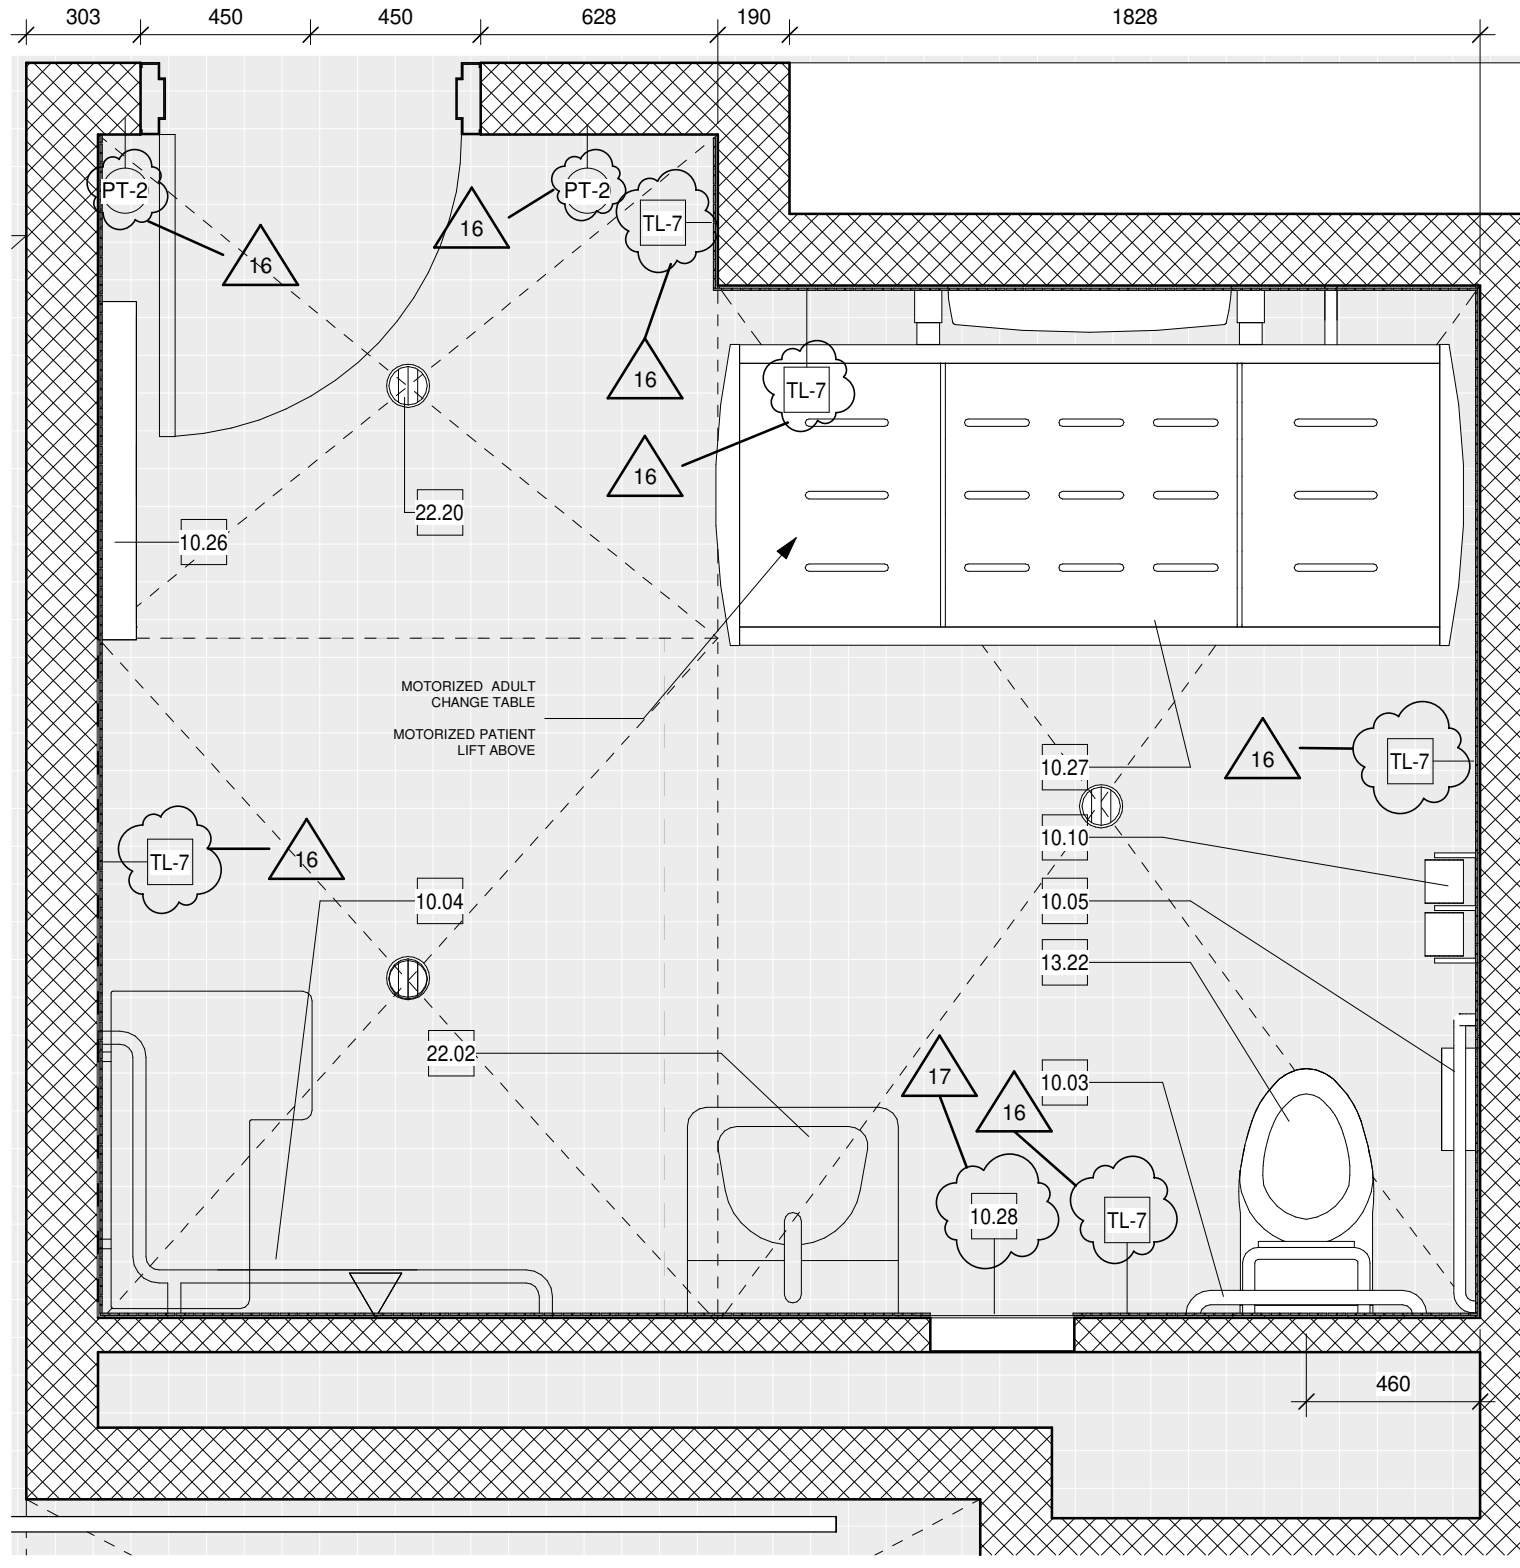 303 450 450 628 190 1828
PT-2
16
16
PT-2
TL-7
16
TL-7
16
22.20
10.26
MOTORIZED ADULT
CHANGE TABLE
MOTORIZED PATIENT
LIFT ABOVE
10.27
16
TL-7
10.10
TL-7
16
10.04
10.05
13.22
22.02
17
16
10.03
10.28
TL-7
460